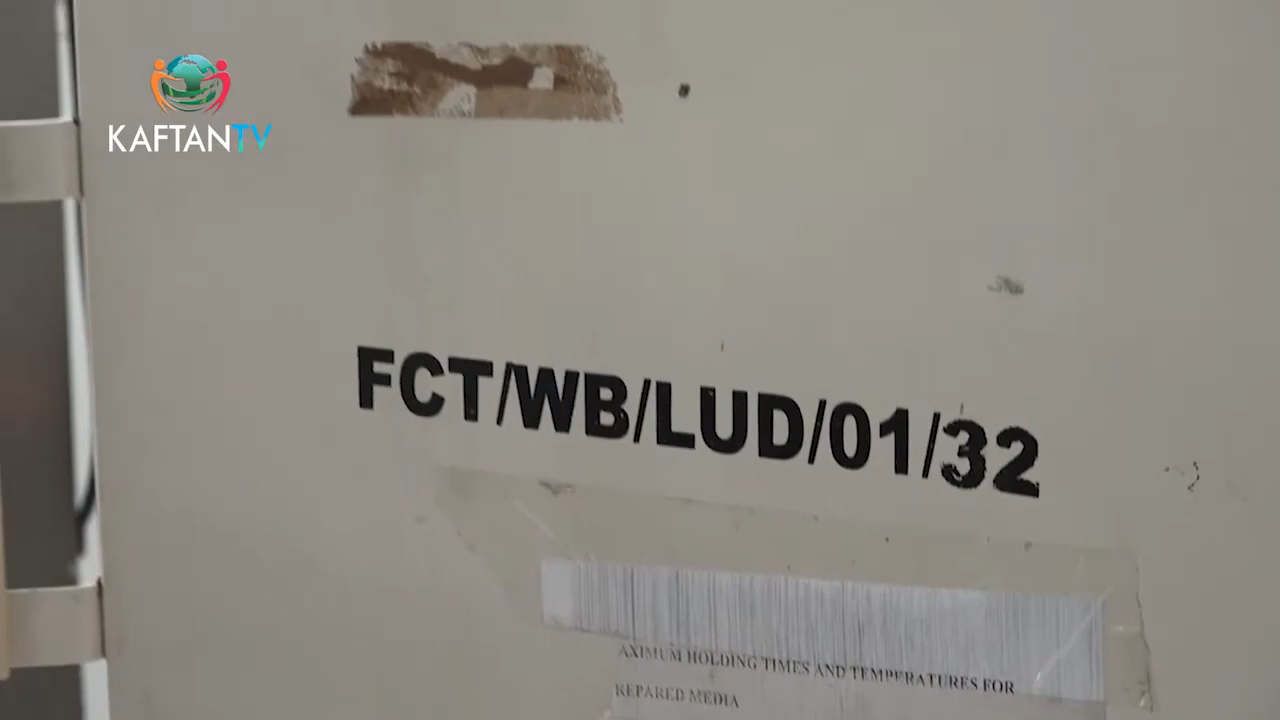 KAFTANTV
FCT/WB/LUD/01/32
AXIMUM HOLDING TIMES AND TEMPERATURES FOR
REPARED MEDIA